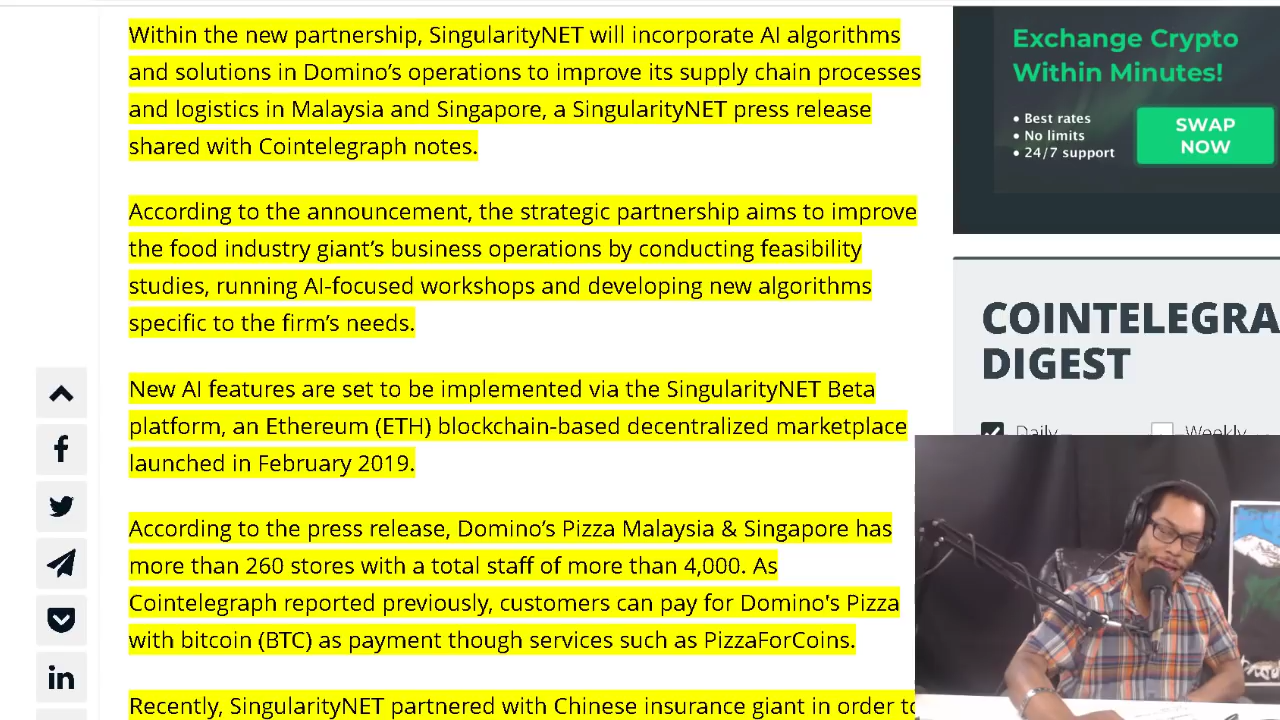 Within the new partnership, SingularityNET will incorporate AI algorithms
and solutions in Domino’s operations to improve its supply chain processes
and logistics in Malaysia and Singapore, a SingularityNET press release
shared with Cointelegraph notes.
According to the announcement, the strategic partnership aims to improve
the food industry giant’s business operations by conducting feasibility
studies, running AI-focused workshops and developing new algorithms
specific to the firm’s needs.
New AI features are set to be implemented via the SingularityNET Beta
platform, an Ethereum (ETH) blockchain-based decentralized marketplace
launched in February 2019.
According to the press release, Domino’s Pizza Malaysia & Singapore has
more than 260 stores with a total staff of more than 4,000. As
Cointelegraph reported previously, customers can pay for Domino's Pizza
with bitcoin (BTC) as payment though services such as PizzaForCoins.
Recently, SingularityNET partnered with Chinese insurance giant in order to
Exchange Crypto
Within Minutes!
• Best rates
• No limits
• 24/7 support
SWAP
NOW
COINTELEGRA
DIGEST
Daily
Weekly